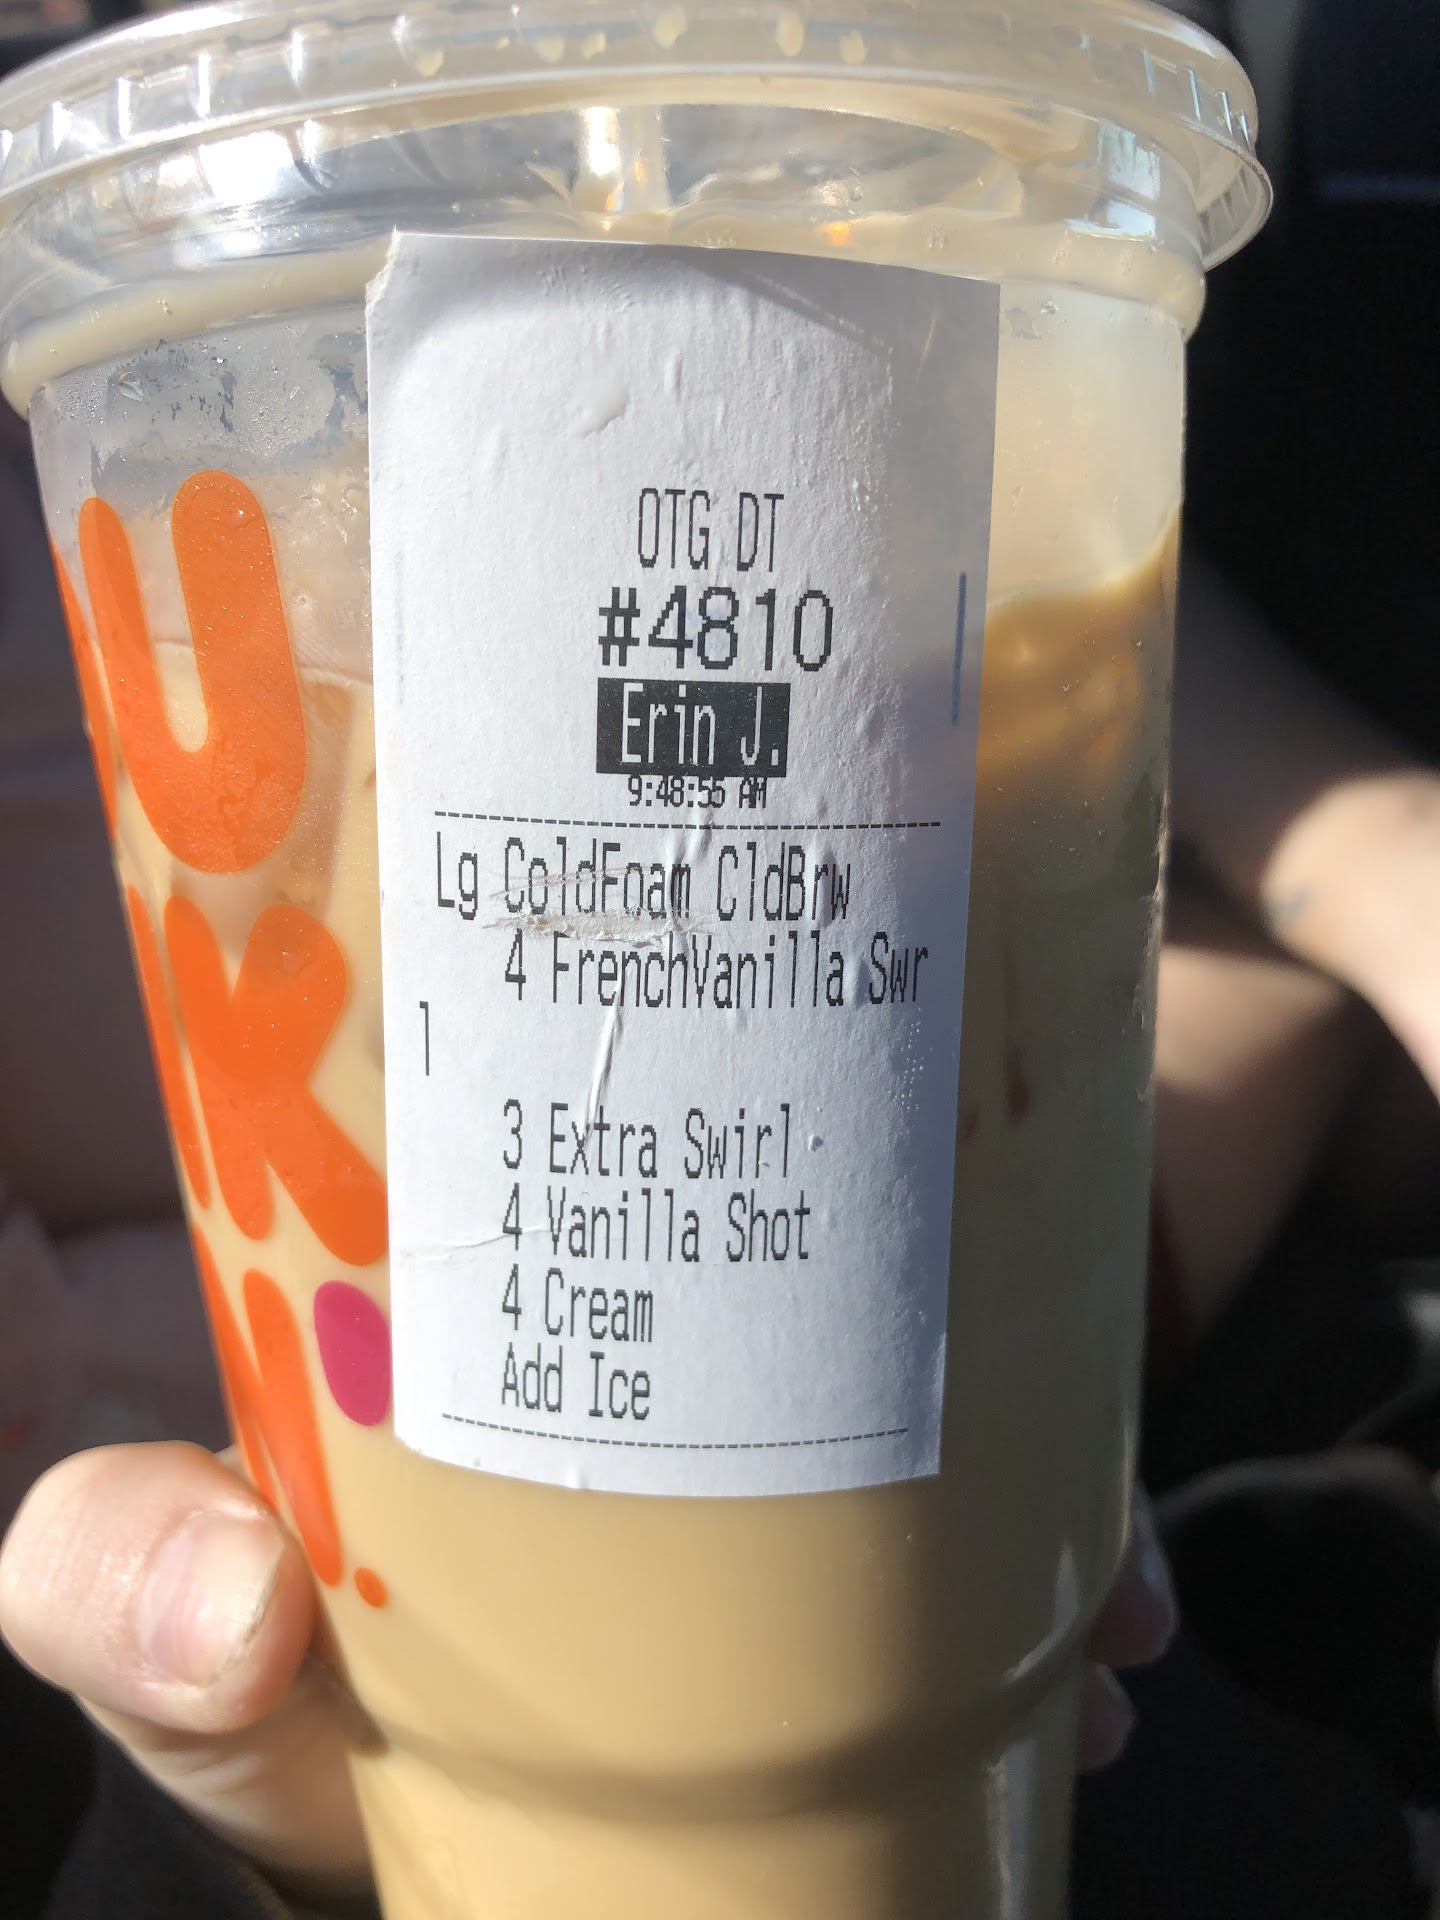 OTG DT
#4810
Erin J.
9:48:55 AM
Lg ColdFoam CldBrw
4 FrenchVanilla Swr
1
3 Extra Swirl
4 Vanilla Shot
4 Cream
Add Ice
U
K
N.